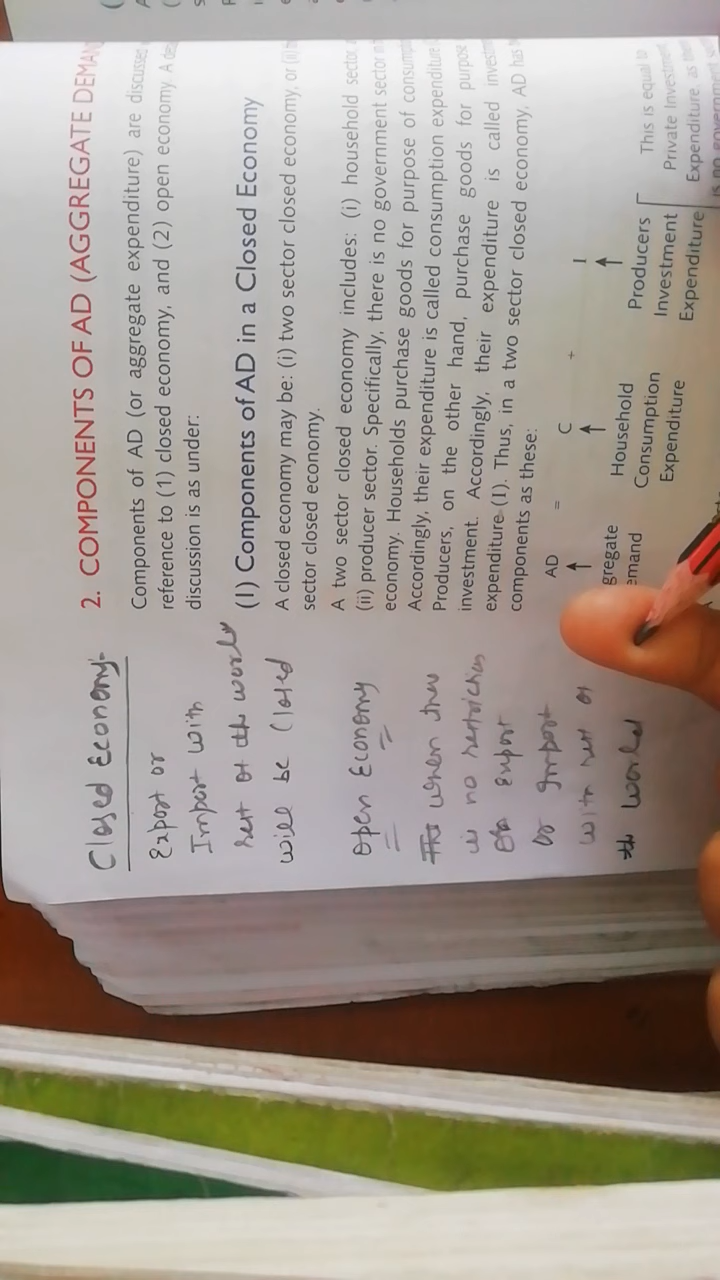 2. COMPONENTS OF AD (AGGREGATE DEMAN
Components of AD (or aggregate expenditure) are discussed
reference to (1) closed economy, and (2) open economy. A
discussion is as under:
(1) Components of AD in a Closed Economy
A closed economy may be: (i) two sector closed economy, or (ii)
sector closed economy.
A two sector closed economy includes: (i) household sector
(ii) producer sector. Specifically, there is no government sector in
economy. Households purchase goods for purpose of consump
Accordingly, their expenditure is called consumption expenditure
Producers, on the other hand, purchase goods for purpose
investment. Accordingly, their expenditure is called investm
expenditure (I). Thus, in a two sector closed economy, AD has
components as these:
AD = C + I
gregate
emand
Household
Consumption
Expenditure
Producers
Investment
Expenditure
This is equal to
Private Investment
Expenditure as
Closed Economy.
Export or
Import with
rest of the world
will be Closed
Open Economy
when
is no restriction
Export
or Import
with rest of
the world